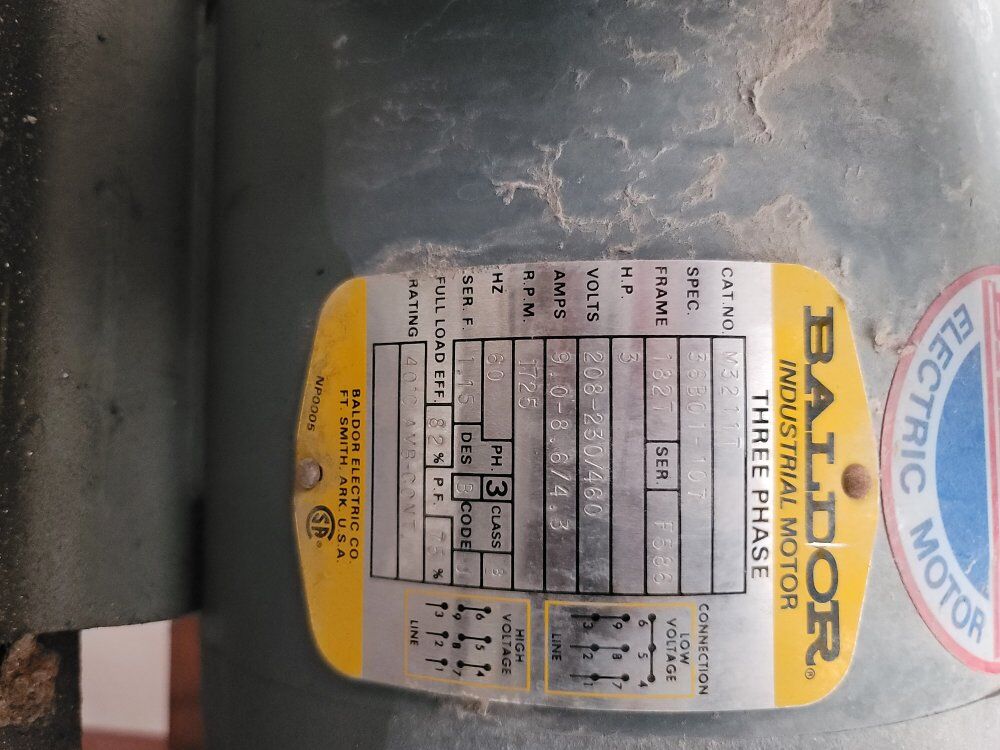 BALDOR®
INDUSTRIAL MOTOR
THREE PHASE
CAT.NO. M3211T
SPEC. 36B01-107
FRAME 182T SER F586
H.P. 3
VOLTS 208-230/460
AMPS 9.0-8.6/4.3
R.P.M. 1725
HZ 60 PH. 3 CLASS B
SER. F. 1.15 DES B CODE J
FULL LOAD EFF. 82 % P.F. 75 %
RATING 40°C AMB-CONT
CONNECTION
LOW VOLTAGE
6 5 4
9 8 7
3 2 1
LINE
HIGH VOLTAGE
6 5 4
9 8 7
3 2 1
LINE
NP0005
BALDOR ELECTRIC CO.
FT. SMITH, ARK. U.S.A.
SA®
ELECTRIC MOTOR